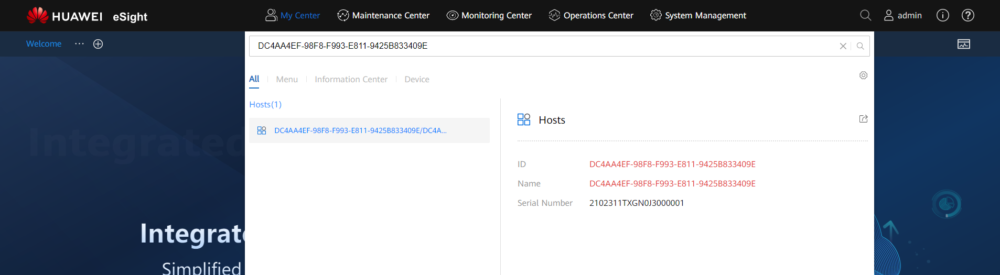 HUAWEI eSight My Center Maintenance Center Monitoring Center Operations Center System Management admin
Welcome
DC4AA4EF-98F8-F993-E811-9425B833409E
All Menu Information Center Device
Hosts(1)
DC4AA4EF-98F8-F993-E811-9425B833409E/DC4A...
Hosts
ID DC4AA4EF-98F8-F993-E811-9425B833409E
Name DC4AA4EF-98F8-F993-E811-9425B833409E
Serial Number 2102311TXGN0J3000001
Integrated
Integrate
Simplified